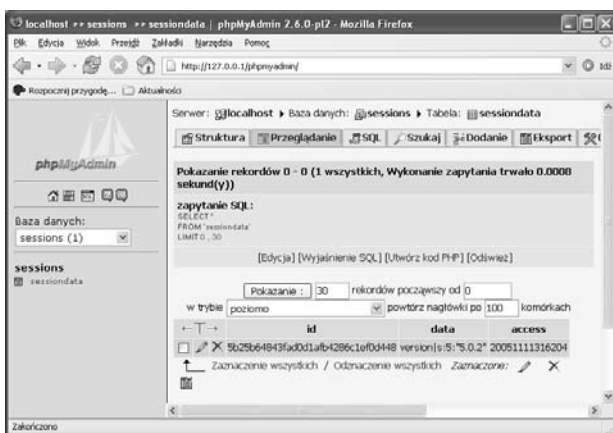 localhost ▸▸ sessions ▸▸ sessiondata | phpMyAdmin 2.6.0-pl2 - Mozilla Firefox
Plik Edycja Widok Przejdź Zakładki Narzędzia Pomoc
http://127.0.0.1/phpmyadmin/ Idź
Rozpocznij przygodę... Aktualności
phpMyAdmin
Baza danych:
sessions (1)
sessions
sessiondata
Serwer: localhost ▸ Baza danych: sessions ▸ Tabela: sessiondata
Struktura Przeglądanie SQL Szukaj Dodanie Eksport
Pokazanie rekordów 0 - 0 (1 wszystkich, Wykonanie zapytania trwało 0.0008
sekund(y))
zapytanie SQL:
SELECT *
FROM `sessiondata`
LIMIT 0 , 30
[Edycja] [Wyjaśnienie SQL] [Utwórz kod PHP] [Odśwież]
Pokazanie : 30 rekordów począwszy od 0
w trybie poziomo powtórz nagłówki po 100 komórkach
←T→ id data access
5b25b64843fad0d1afb4286c1ef0d448 version|s:5:"5.0.2" 20051111316204
Zaznaczenie wszystkich / Odznaczenie wszystkich Zaznaczone:
Zakończono